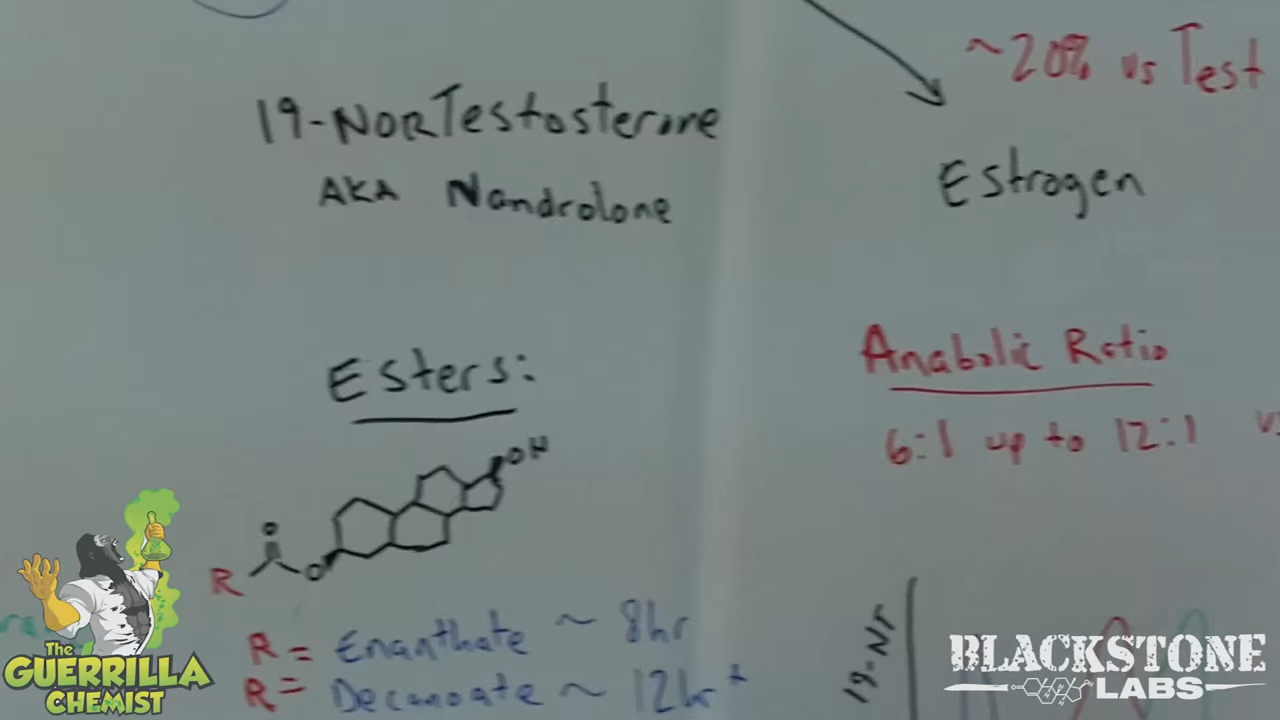 19-NORTestosterone
AKA Nandrolone
~20% vs Test
Estrogen
Esters:
OH
O
R
O
R = Enanthate ~ 8hr
R = Decanoate ~ 12hr +
Anabolic Ratio
6:1 up to 12:1
19-NT
The
GUERRILLA
CHEMIST
BLACKSTONE
LABS